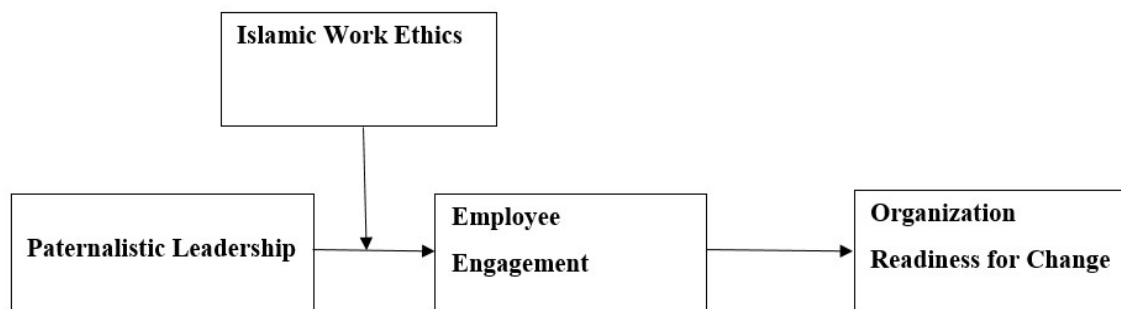 Islamic Work Ethics
Paternalistic Leadership
Employee
Engagement
Organization
Readiness for Change